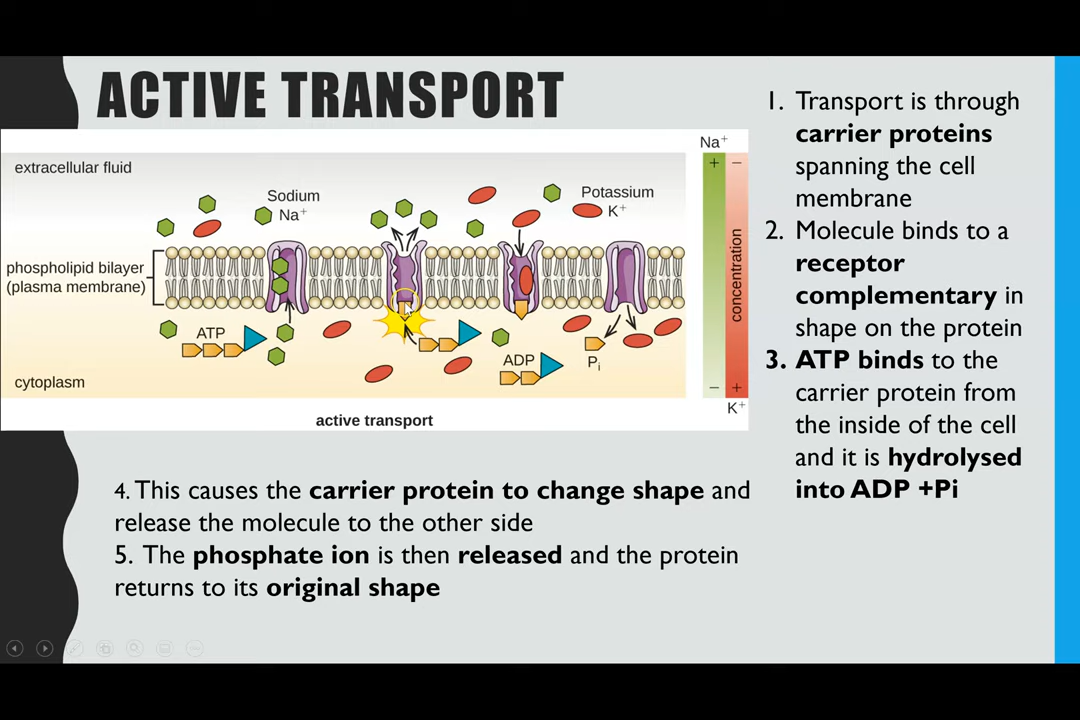 ACTIVE TRANSPORT
extracellular fluid
Sodium
Na⁺
Potassium
K⁺
phospholipid bilayer
(plasma membrane)
ATP
ADP
Pᵢ
cytoplasm
active transport
Na⁺
+ −
concentration
− +
K⁺
1. Transport is through
carrier proteins
spanning the cell
membrane
2. Molecule binds to a
receptor
complementary in
shape on the protein
3. ATP binds to the
carrier protein from
the inside of the cell
and it is hydrolysed
into ADP +Pi
4. This causes the carrier protein to change shape and
release the molecule to the other side
5. The phosphate ion is then released and the protein
returns to its original shape